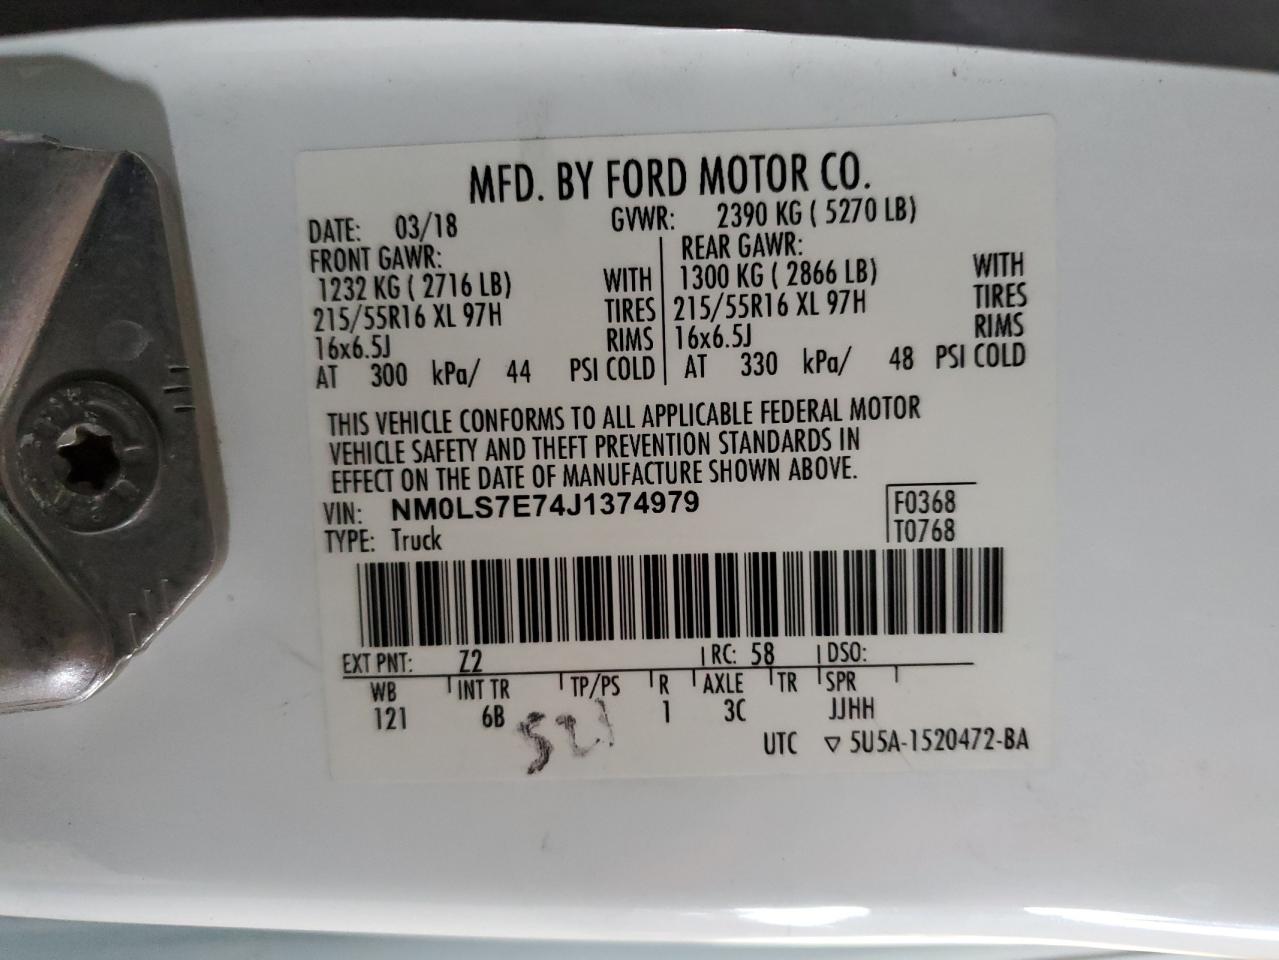 MFD. BY FORD MOTOR CO.
DATE: 03/18 GVWR: 2390 KG ( 5270 LB)
FRONT GAWR: REAR GAWR:
1232 KG ( 2716 LB) WITH 1300 KG ( 2866 LB) WITH
215/55R16 XL 97H TIRES 215/55R16 XL 97H TIRES
16x6.5J RIMS 16x6.5J RIMS
AT 300 kPa/ 44 PSI COLD AT 330 kPa/ 48 PSI COLD
THIS VEHICLE CONFORMS TO ALL APPLICABLE FEDERAL MOTOR
VEHICLE SAFETY AND THEFT PREVENTION STANDARDS IN
EFFECT ON THE DATE OF MANUFACTURE SHOWN ABOVE.
VIN: NM0LS7E74J1374979 F0368
TYPE: Truck T0768
EXT PNT: Z2 RC: 58 DSO:
WB INT TR TP/PS R AXLE TR SPR
121 6B 1 3C JJHH
UTC ▽ 5U5A-1520472-BA